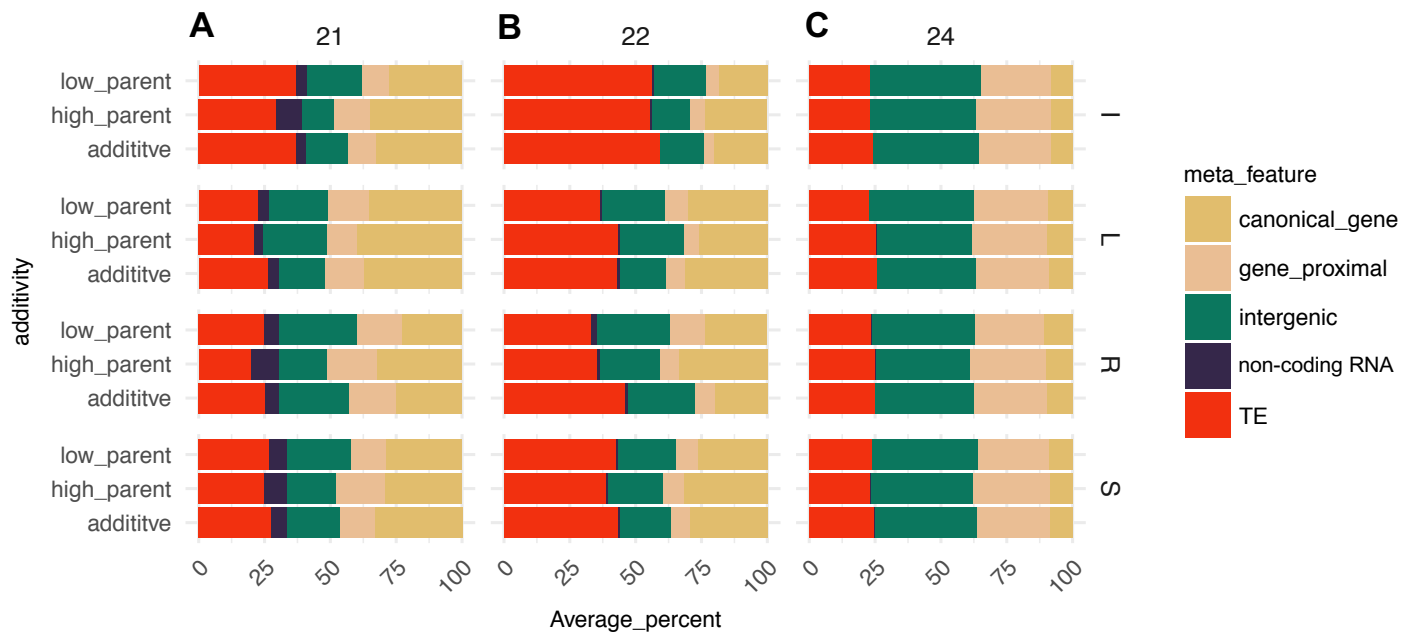 A
21
B
22
C
24
low_parent
high_parent
addititve
I
low_parent
high_parent
addititve
L
low_parent
high_parent
addititve
R
low_parent
high_parent
addititve
S
additivity
0 25 50 75 100
0 25 50 75 100
0 25 50 75 100
Average_percent
meta_feature
canonical_gene
gene_proximal
intergenic
non-coding RNA
TE